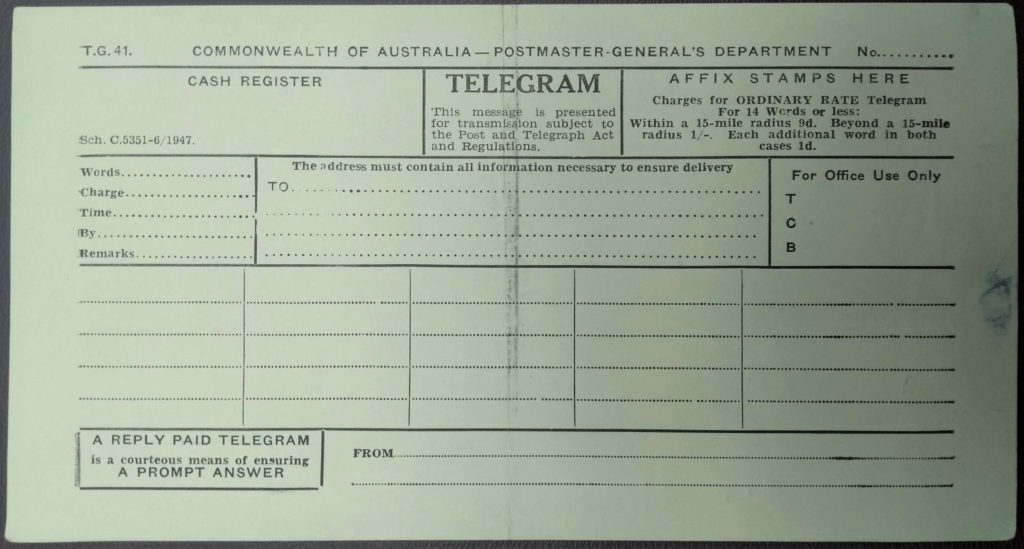 T.G. 41. COMMONWEALTH OF AUSTRALIA — POSTMASTER-GENERAL'S DEPARTMENT No..........
CASH REGISTER
Sch. C.5351-6/1947.
TELEGRAM
This message is presented
for transmission subject to
the Post and Telegraph Act
and Regulations.
AFFIX STAMPS HERE
Charges for ORDINARY RATE Telegram
For 14 Words or less:
Within a 15-mile radius 9d. Beyond a 15-mile
radius 1/-. Each additional word in both
cases 1d.
Words
Charge
Time
By
Remarks
The address must contain all information necessary to ensure delivery
TO
For Office Use Only
T
C
B
A REPLY PAID TELEGRAM
is a courteous means of ensuring
A PROMPT ANSWER
FROM